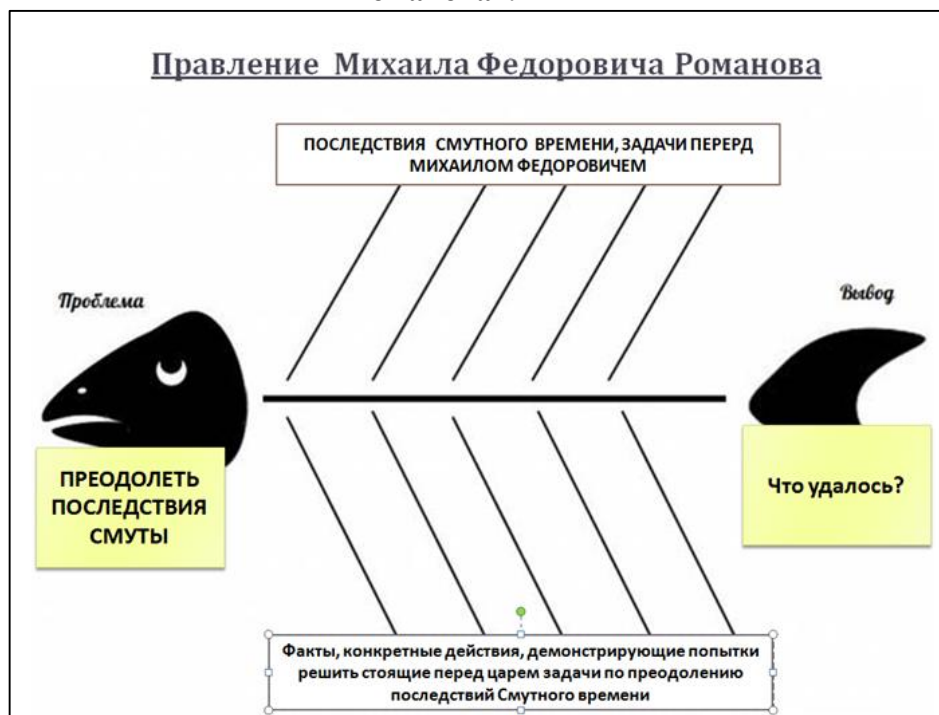 Правление Михаила Федоровича Романова
ПОСЛЕДСТВИЯ СМУТНОГО ВРЕМЕНИ, ЗАДАЧИ ПЕРЕРД
МИХАИЛОМ ФЕДОРОВИЧЕМ
Проблема
Вывод
ПРЕОДОЛЕТЬ
ПОСЛЕДСТВИЯ
СМУТЫ
Что удалось?
Факты, конкретные действия, демонстрирующие попытки
решить стоящие перед царем задачи по преодолению
последствий Смутного времени